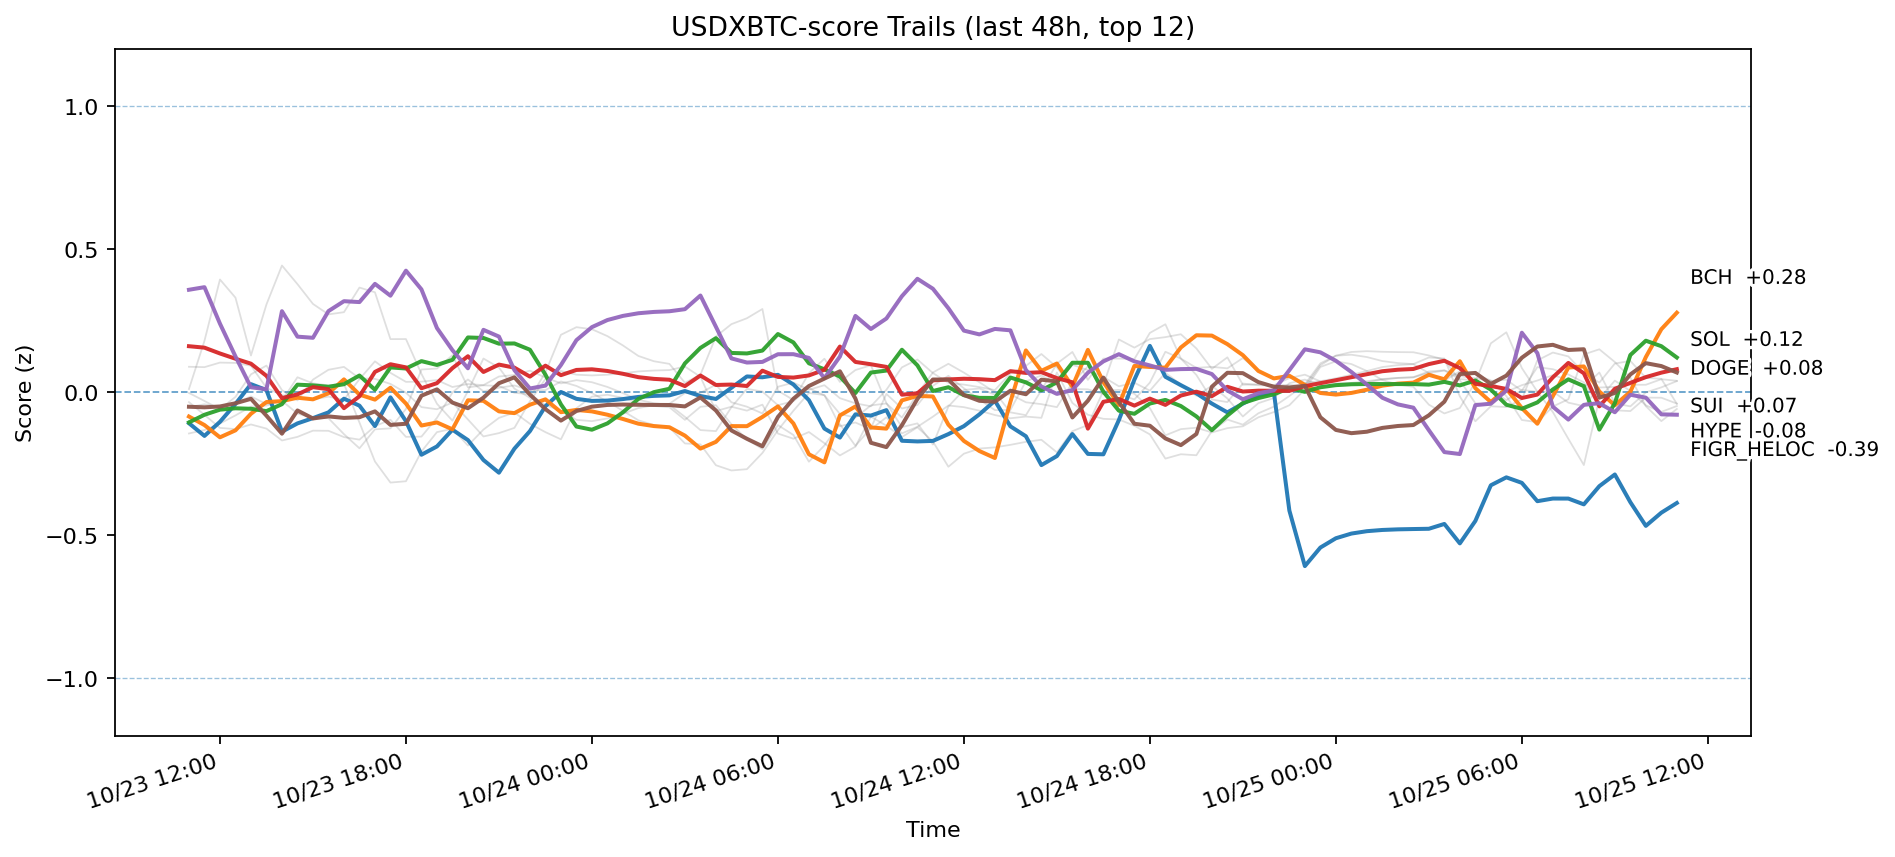 USDXBTC-score Trails (last 48h, top 12)
Score (z)
1.0
0.5
0.0
−0.5
−1.0
BCH +0.28
SOL +0.12
DOGE +0.08
SUI +0.07
HYPE -0.08
FIGR_HELOC -0.39
10/23 12:00
10/23 18:00
10/24 00:00
10/24 06:00
10/24 12:00
10/24 18:00
10/25 00:00
10/25 06:00
10/25 12:00
Time